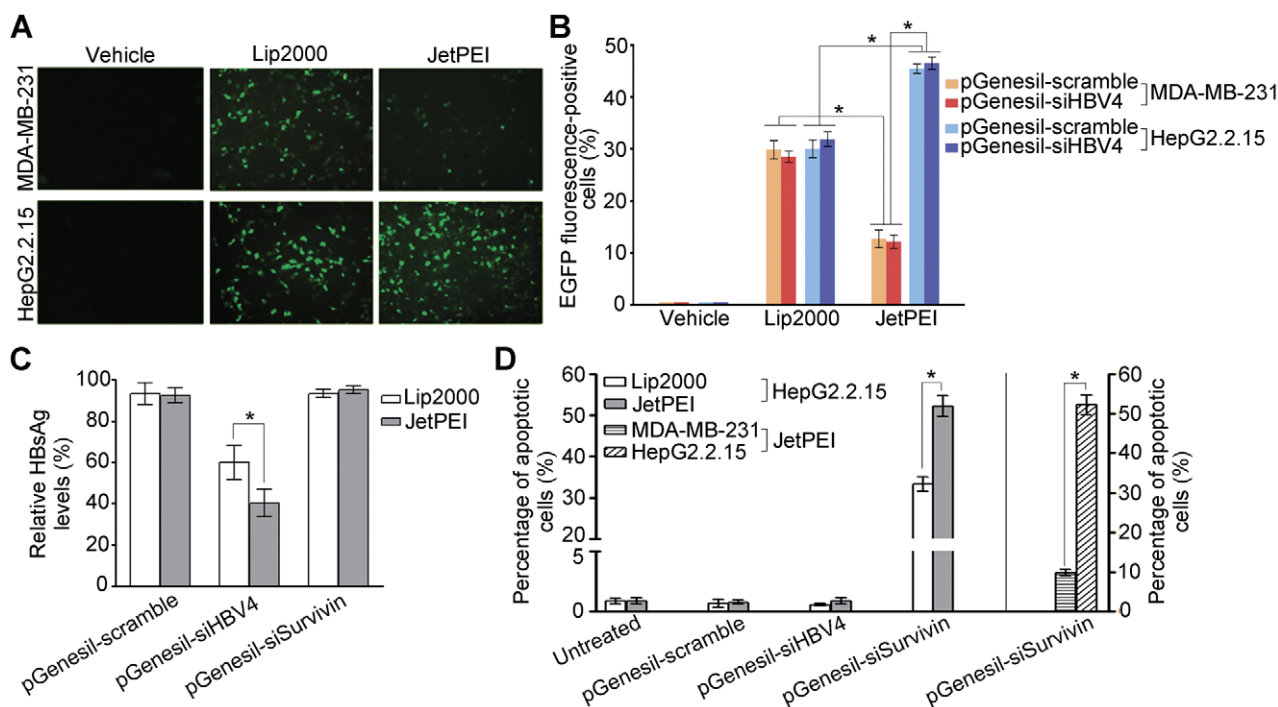 A
Vehicle
Lip2000
JetPEI
MDA-MB-231
HepG2.2.15
B
EGFP fluorescence-positive
cells (%)
50
40
30
20
10
0
*
*
*
Vehicle
Lip2000
JetPEI
pGenesil-scramble
pGenesil-siHBV4
MDA-MB-231
pGenesil-scramble
pGenesil-siHBV4
HepG2.2.15
C
Relative HBsAg
levels (%)
100
80
60
40
20
0
*
Lip2000
JetPEI
pGenesil-scramble
pGenesil-siHBV4
pGenesil-siSurvivin
D
Percentage of apoptotic
cells (%)
60
50
40
30
5
0
Lip2000
JetPEI
HepG2.2.15
MDA-MB-231
HepG2.2.15
JetPEI
*
*
Untreated
pGenesil-scramble
pGenesil-siHBV4
pGenesil-siSurvivin
pGenesil-siSurvivin
60
50
40
30
20
10
0
Percentage of apoptotic
cells (%)